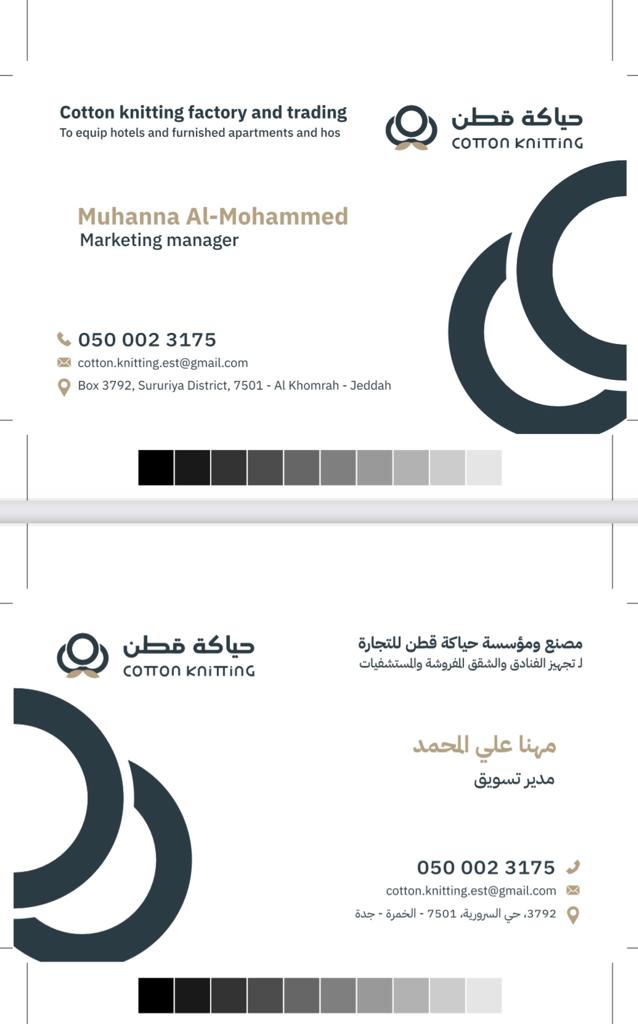 Cotton knitting factory and trading
To equip hotels and furnished apartments and hos
حياكة قطن
COTTON KNITTING
Muhanna Al-Mohammed
Marketing manager
050 002 3175
cotton.knitting.est@gmail.com
Box 3792, Sururiya District, 7501 - Al Khomrah - Jeddah
حياكة قطن
COTTON KNITTING
مصنع ومؤسسة حياكة قطن للتجارة
لـ تجهيز الفنادق والشقق المفروشة والمستشفيات
مهنا علي المحمد
مدير تسويق
050 002 3175
cotton.knitting.est@gmail.com
3792، حي السرورية، 7501 - الخمرة - جدة